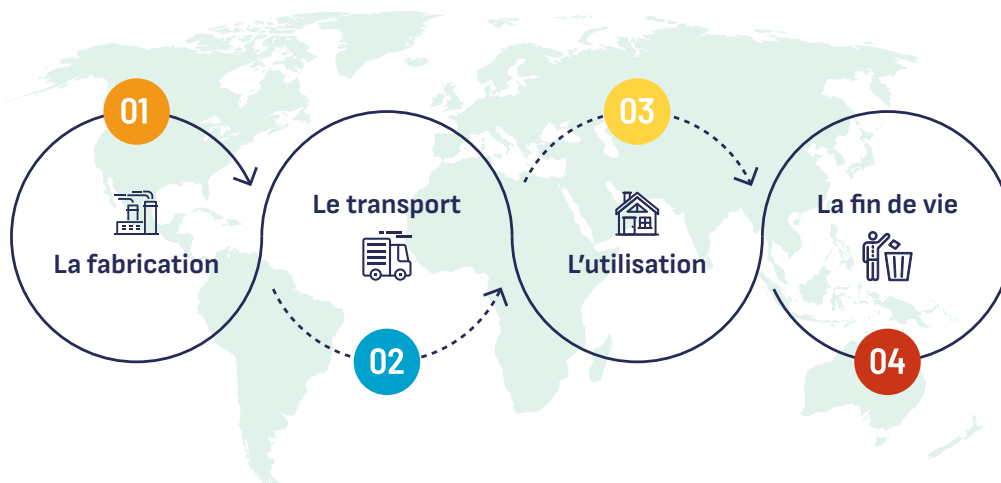 01
La fabrication
Le transport
02
03
L’utilisation
La fin de vie
04